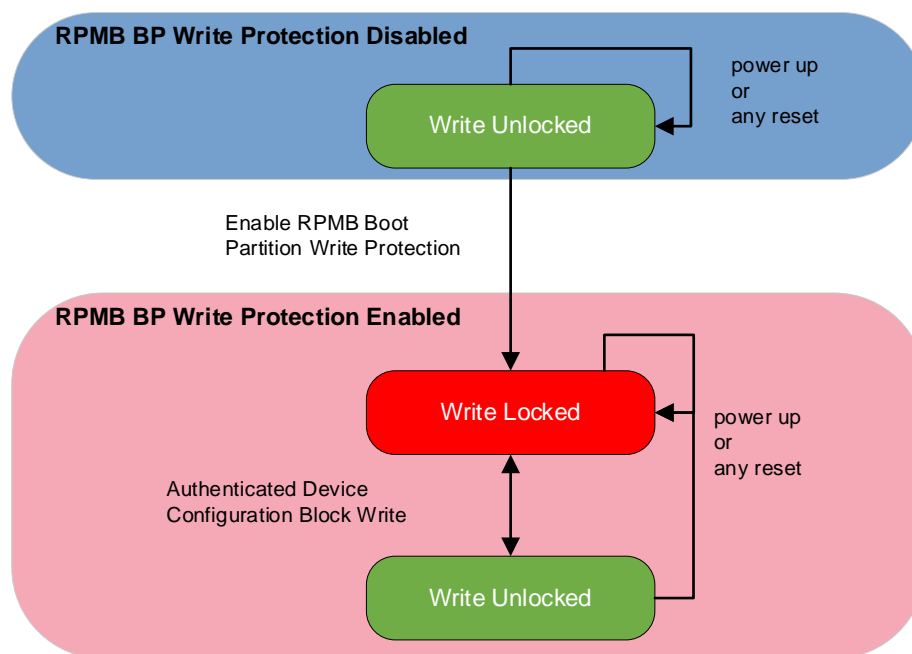 RPMB BP Write Protection Disabled
Write Unlocked
power up
or
any reset
Enable RPMB Boot
Partition Write Protection
RPMB BP Write Protection Enabled
Write Locked
power up
or
any reset
Authenticated Device
Configuration Block Write
Write Unlocked